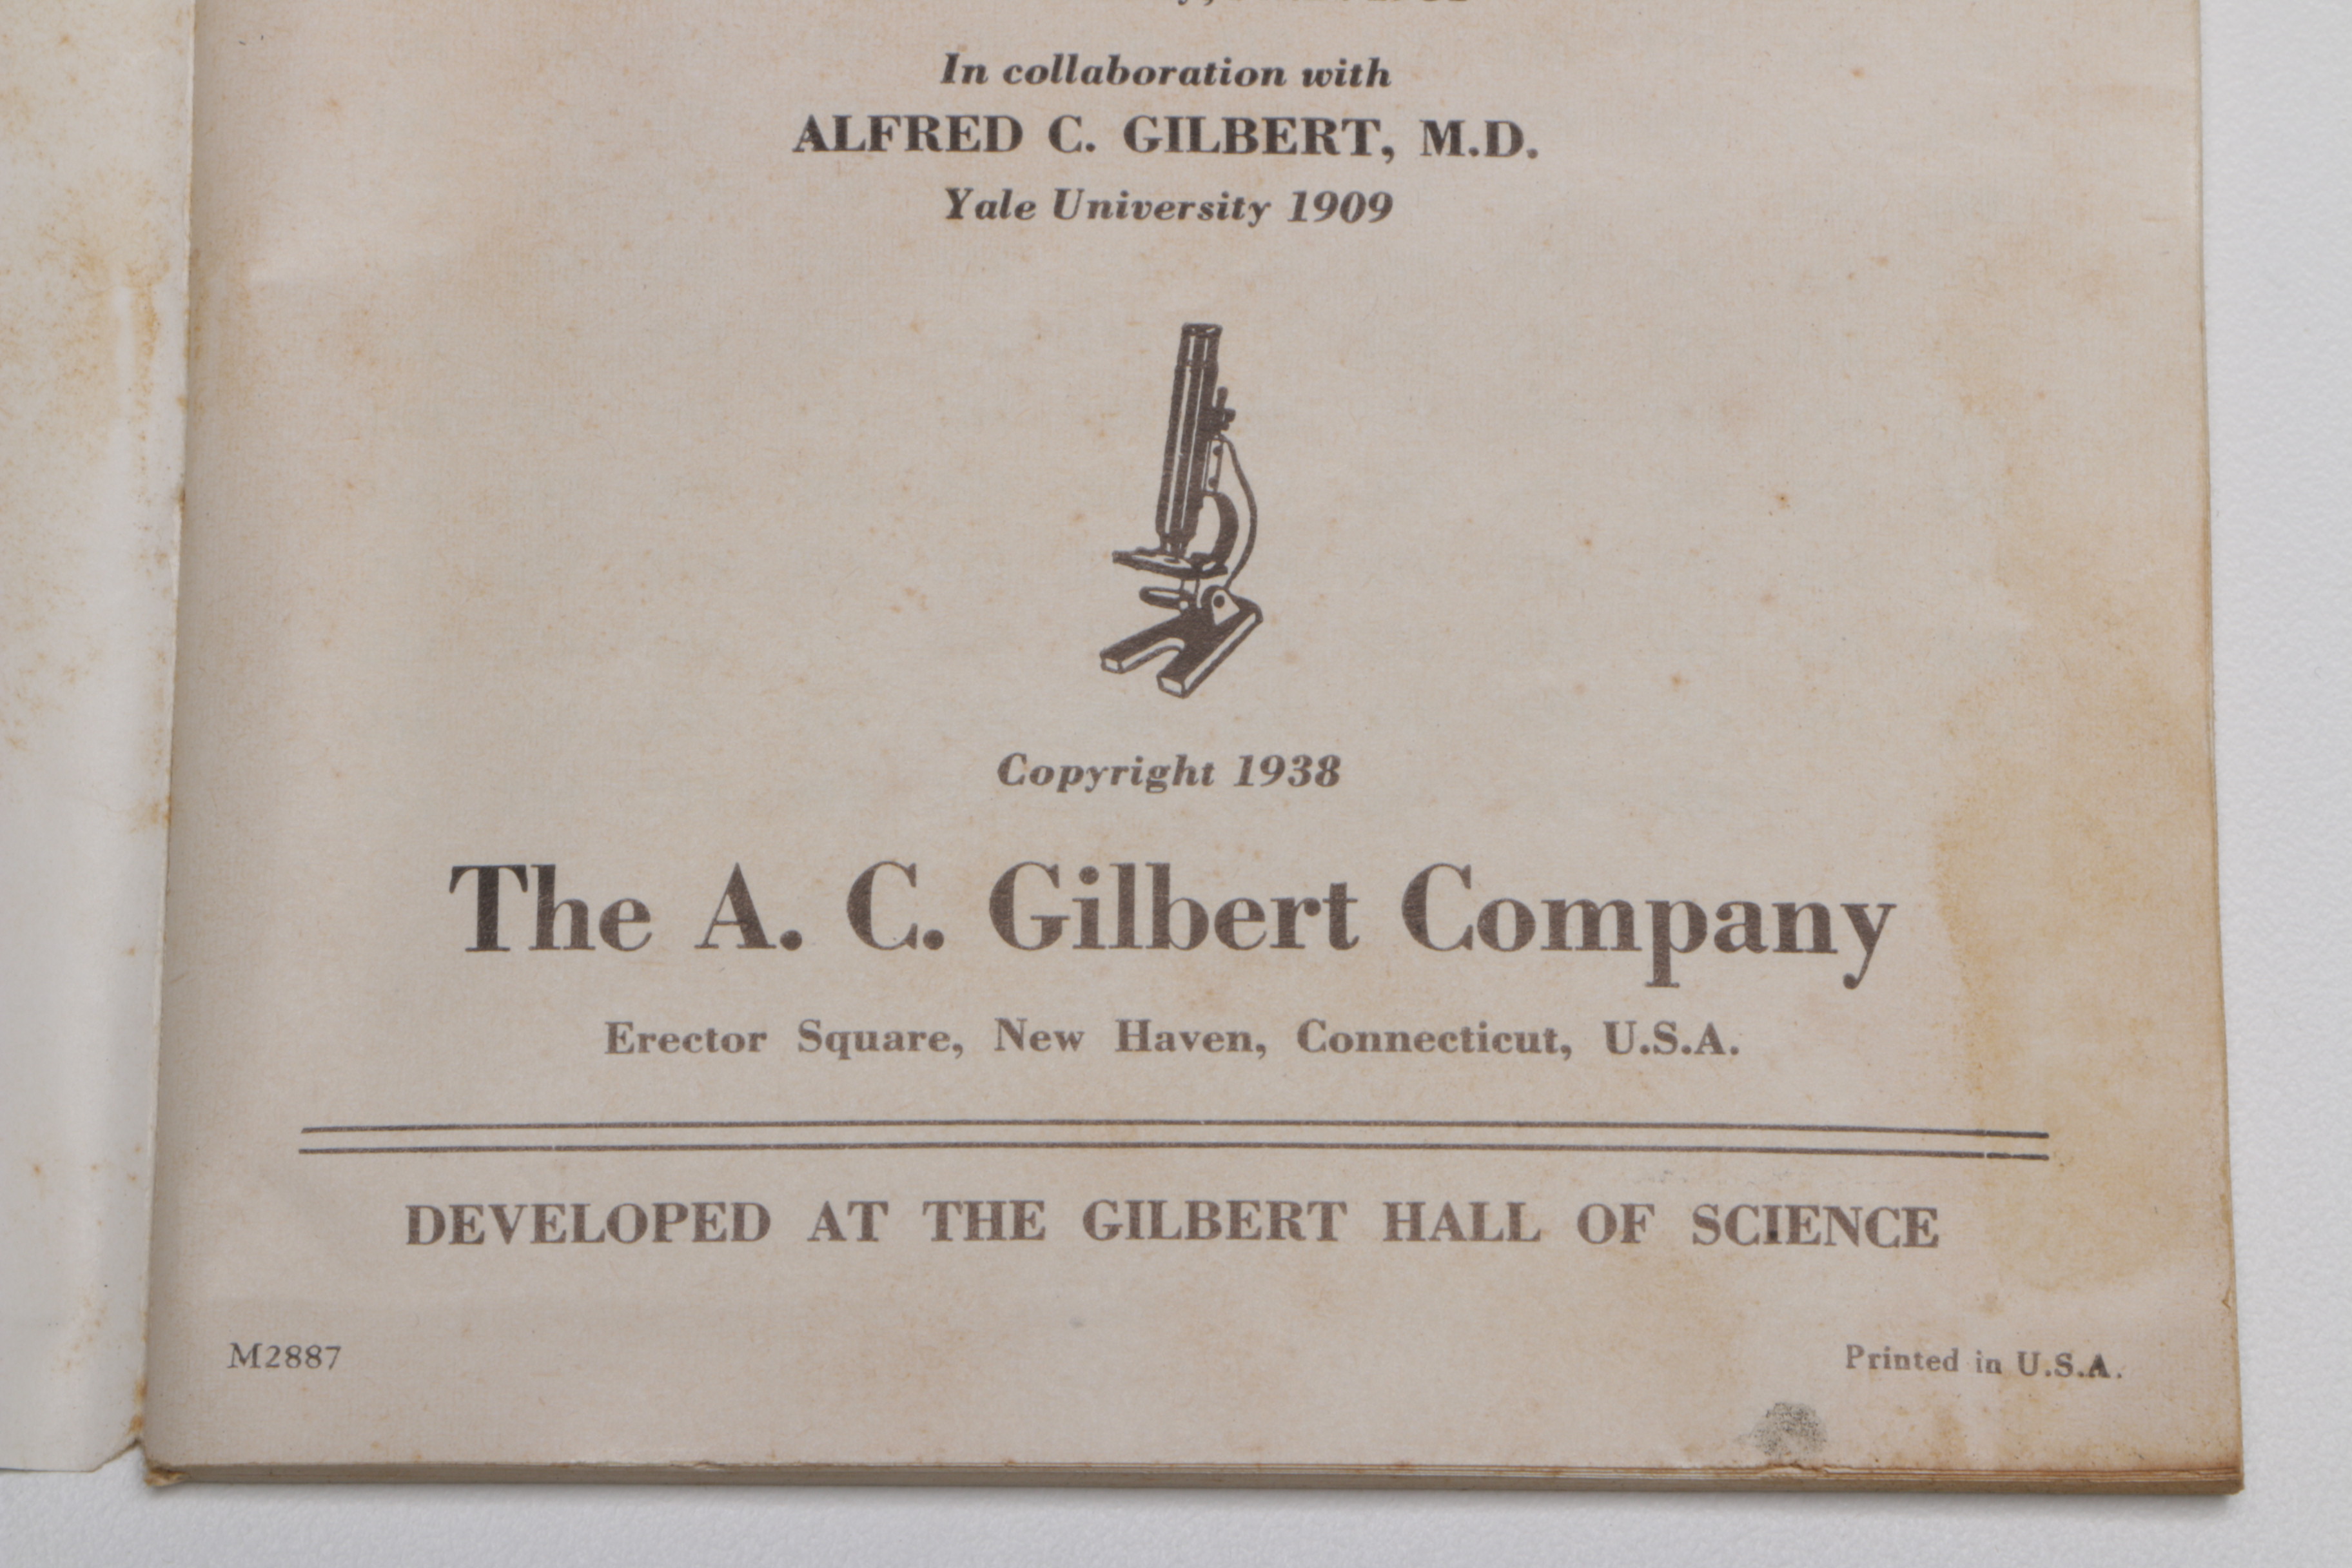 In collaboration with
ALFRED C. GILBERT, M.D.
Yale University 1909
Copyright 1938
The A. C. Gilbert Company
Erector Square, New Haven, Connecticut, U.S.A.
DEVELOPED AT THE GILBERT HALL OF SCIENCE
M2887
Printed in U.S.A.